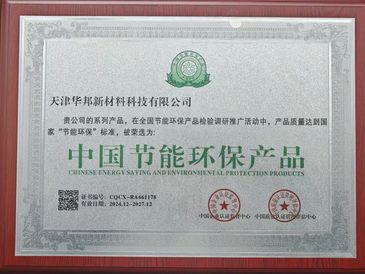 天津华邦新材料科技有限公司
贵公司的系列产品，在全国节能环保产品检验调研推广活动中，产品质量达到国
家“节能环保”标准，被荣选为：
中国节能环保产品
CHINESE ENERGY SAVING AND ENVIRONMENTAL PROTECTION PRODUCTS
证书编号：CQCX-RA661178
有效日期：2024.12-2027.12